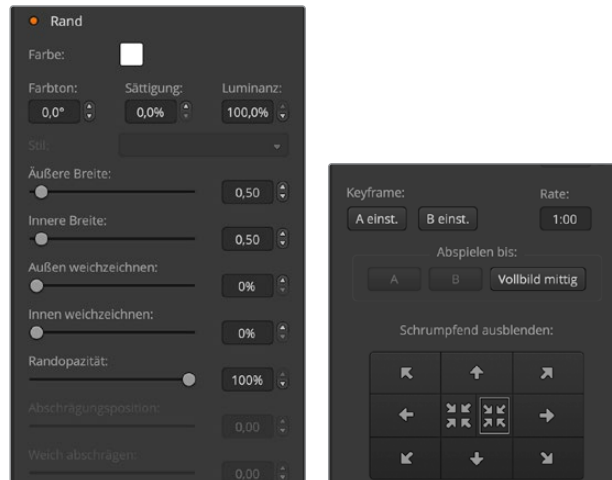 Rand
Farbe:
Farbton: Sättigung: Luminanz:
0,0° 0,0% 100,0%
Stil:
Äußere Breite:
0,50
Innere Breite:
0,50
Außen weichzeichnen:
0%
Innen weichzeichnen:
0%
Randopazität:
100%
Abschrägungsposition:
0,00
Weich abschrägen:
0,00
Keyframe: Rate:
A einst. B einst. 1:00
Abspielen bis:
A B Vollbild mittig
Schrumpfend ausblenden: